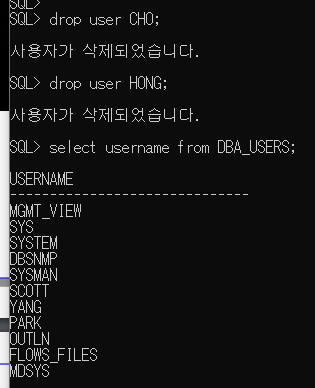 SQL>
SQL> drop user CHO;
사용자가 삭제되었습니다.
SQL> drop user HONG;
사용자가 삭제되었습니다.
SQL> select username from DBA_USERS;
USERNAME
------------------------------
MGMT_VIEW
SYS
SYSTEM
DBSNMP
SYSMAN
SCOTT
YANG
PARK
OUTLN
FLOWS_FILES
MDSYS